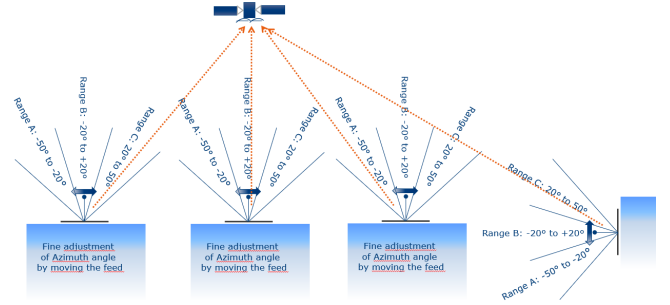 Range A: -50° to -20°
Range B: -20° to +20°
Range C: 20° to 50°
Fine adjustment
of Azimuth angle
by moving the feed
Range A: -50° to -20°
Range B: -20° to +20°
Range C: 20° to 50°
Fine adjustment
of Azimuth angle
by moving the feed
Range A: -50° to -20°
Range B: -20° to +20°
Range C: 20° to 50°
Fine adjustment
of Azimuth angle
by moving the feed
Range C: 20° to 50°
Range B: -20° to +20°
Range A: -50° to -20°